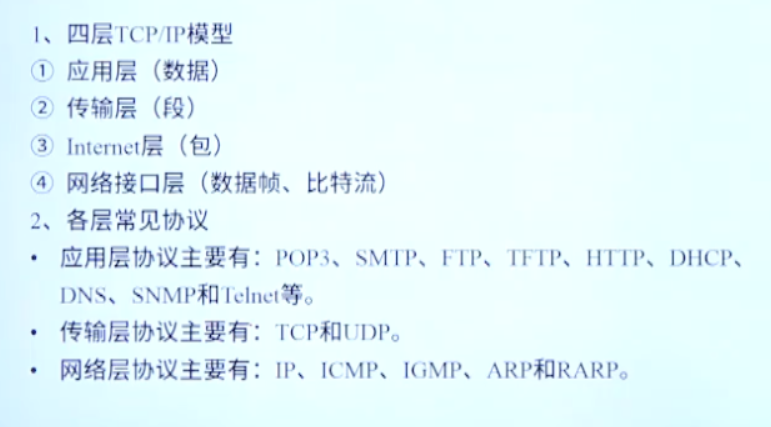 1、四层TCP/IP模型
① 应用层（数据）
② 传输层（段）
③ Internet层（包）
④ 网络接口层（数据帧、比特流）
2、各层常见协议
• 应用层协议主要有：POP3、SMTP、FTP、TFTP、HTTP、DHCP、
DNS、SNMP和Telnet等。
• 传输层协议主要有：TCP和UDP。
• 网络层协议主要有：IP、ICMP、IGMP、ARP和RARP。